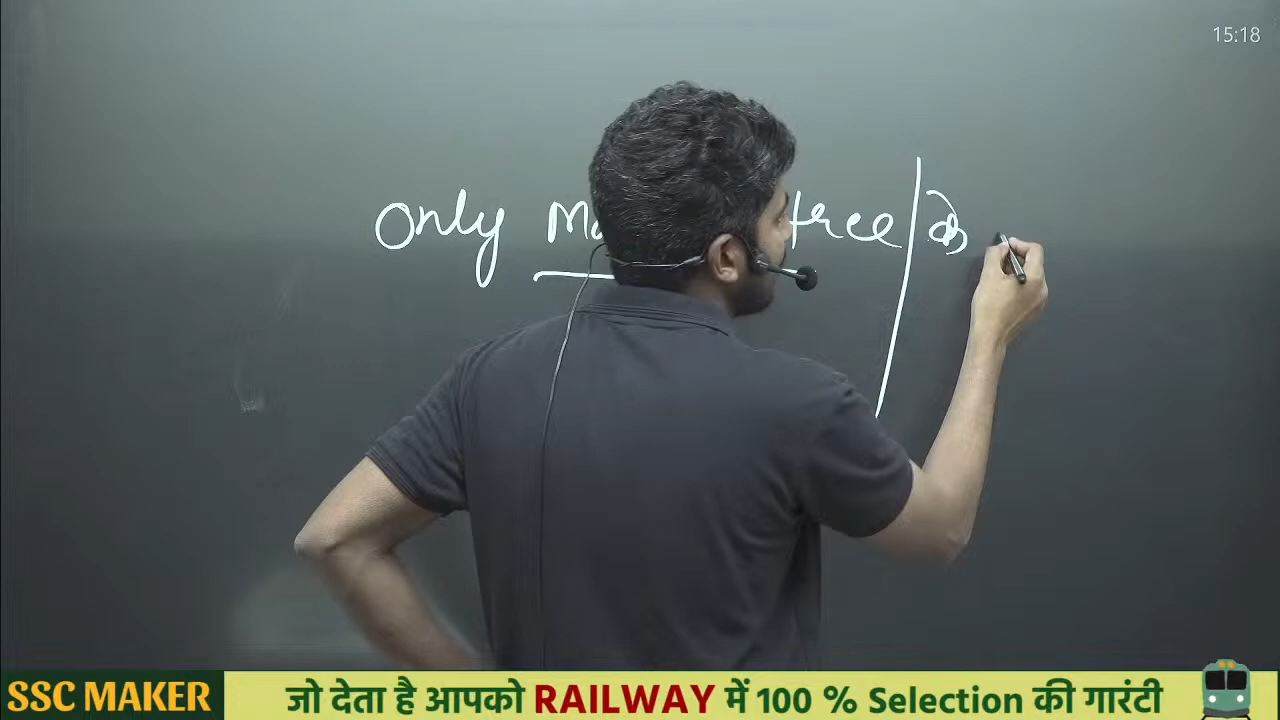 15:18
Only tree / के
SSC MAKER जो देता है आपको RAILWAY में 100 % Selection की गारंटी